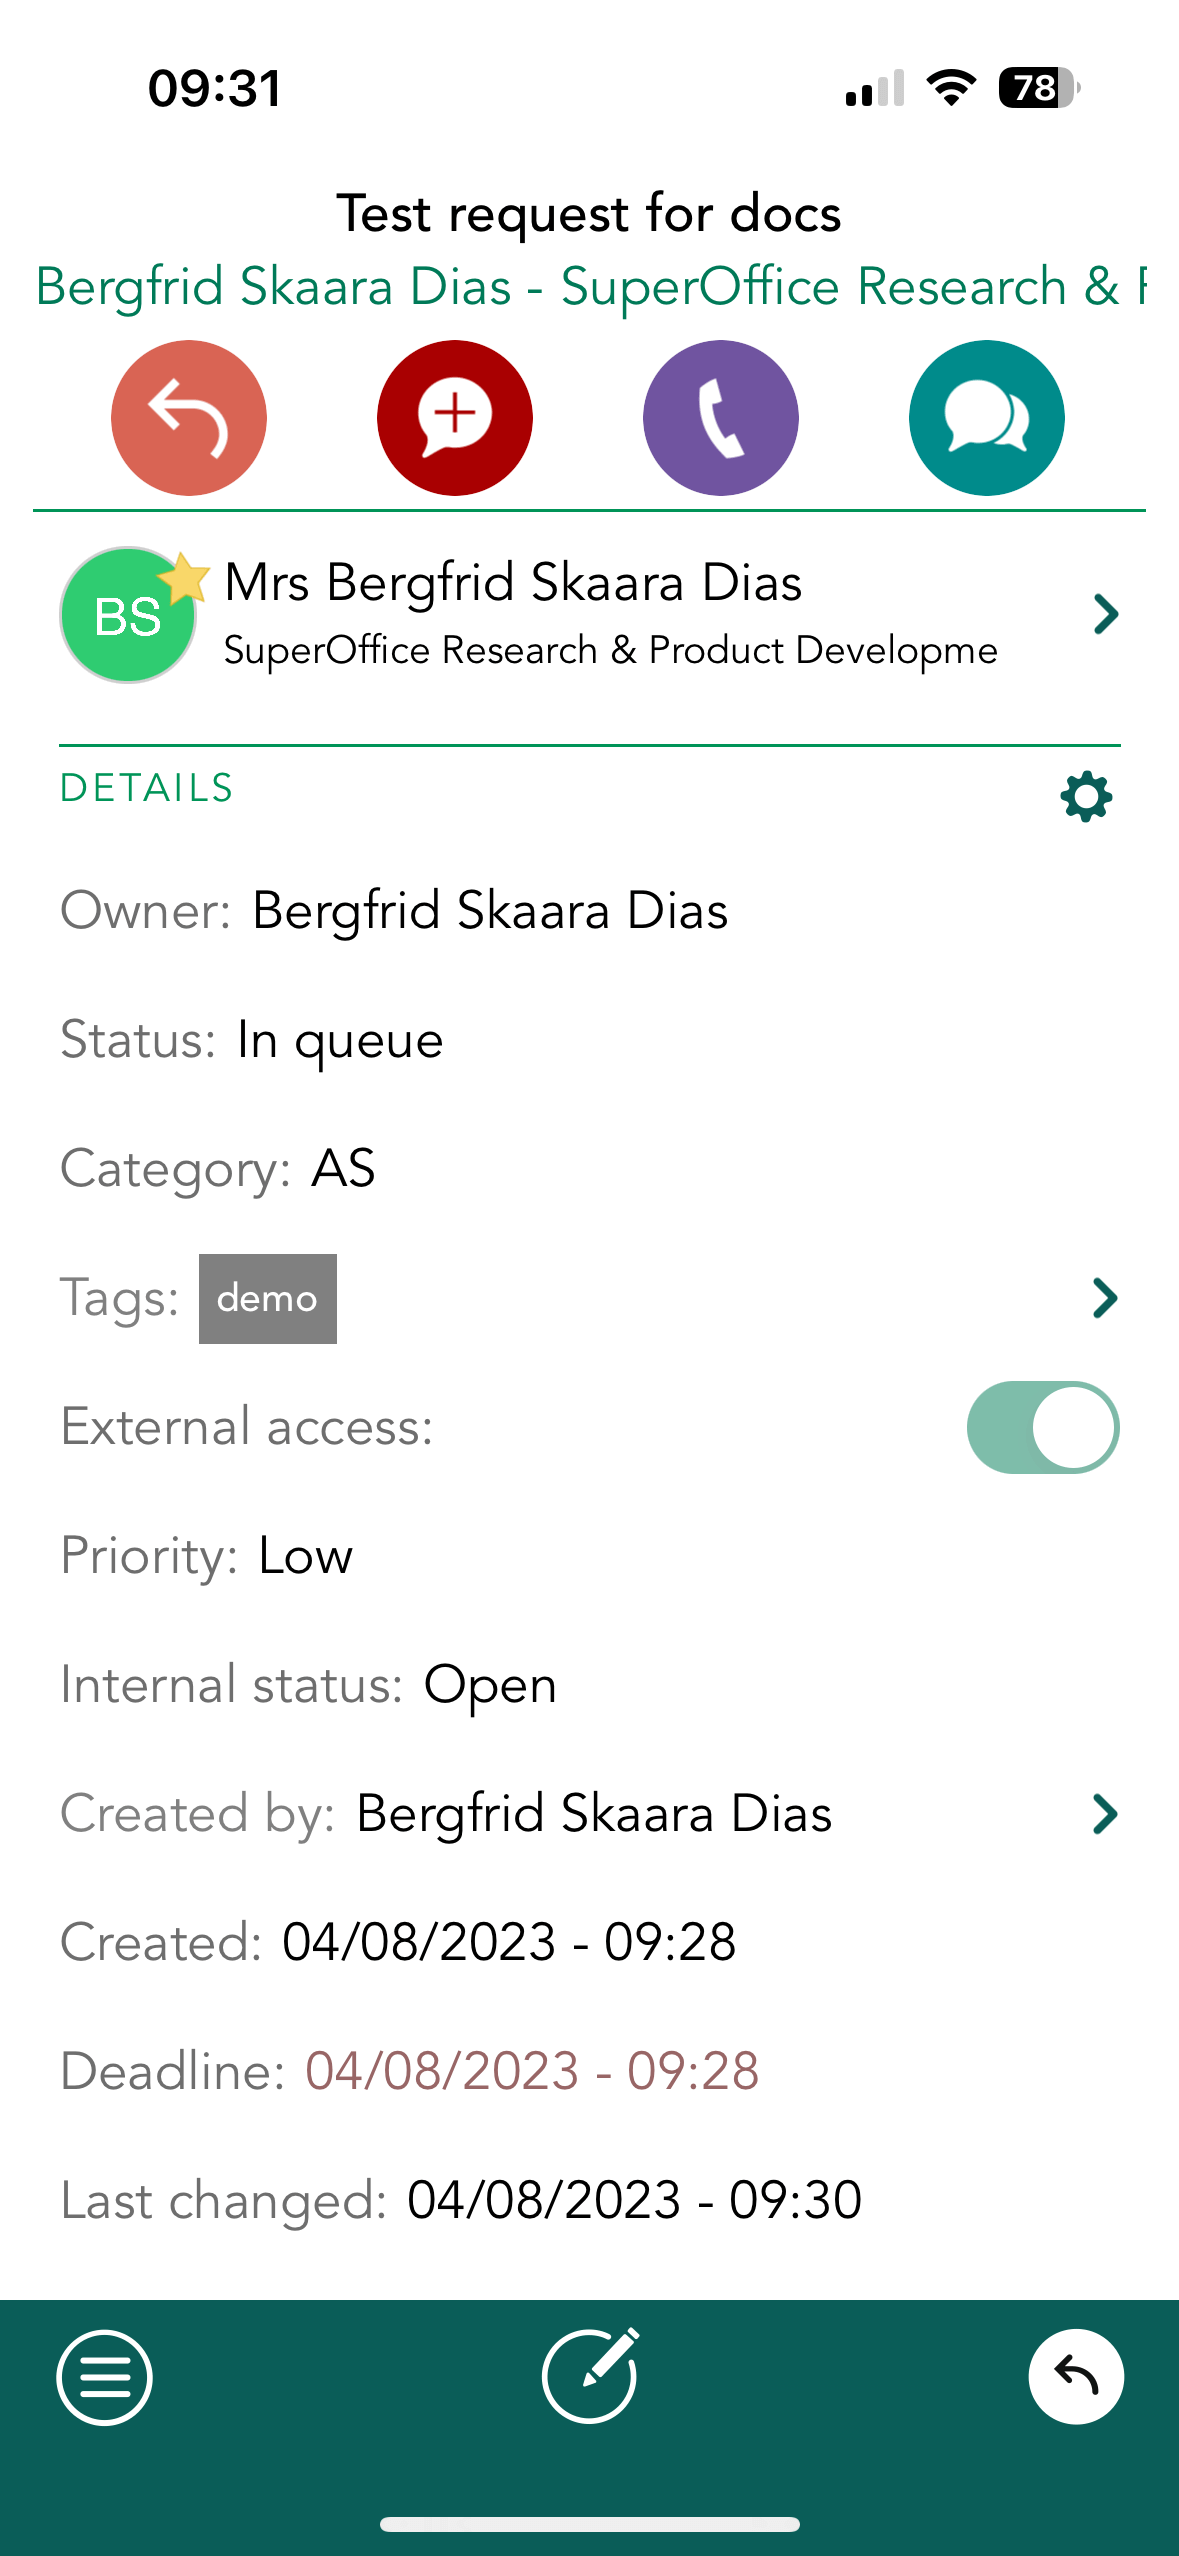 09:31
78
Test request for docs
Bergfrid Skaara Dias - SuperOffice Research &
BS
Mrs Bergfrid Skaara Dias
SuperOffice Research & Product Developme
DETAILS
Owner: Bergfrid Skaara Dias
Status: In queue
Category: AS
Tags: demo
External access:
Priority: Low
Internal status: Open
Created by: Bergfrid Skaara Dias
Created: 04/08/2023 - 09:28
Deadline: 04/08/2023 - 09:28
Last changed: 04/08/2023 - 09:30